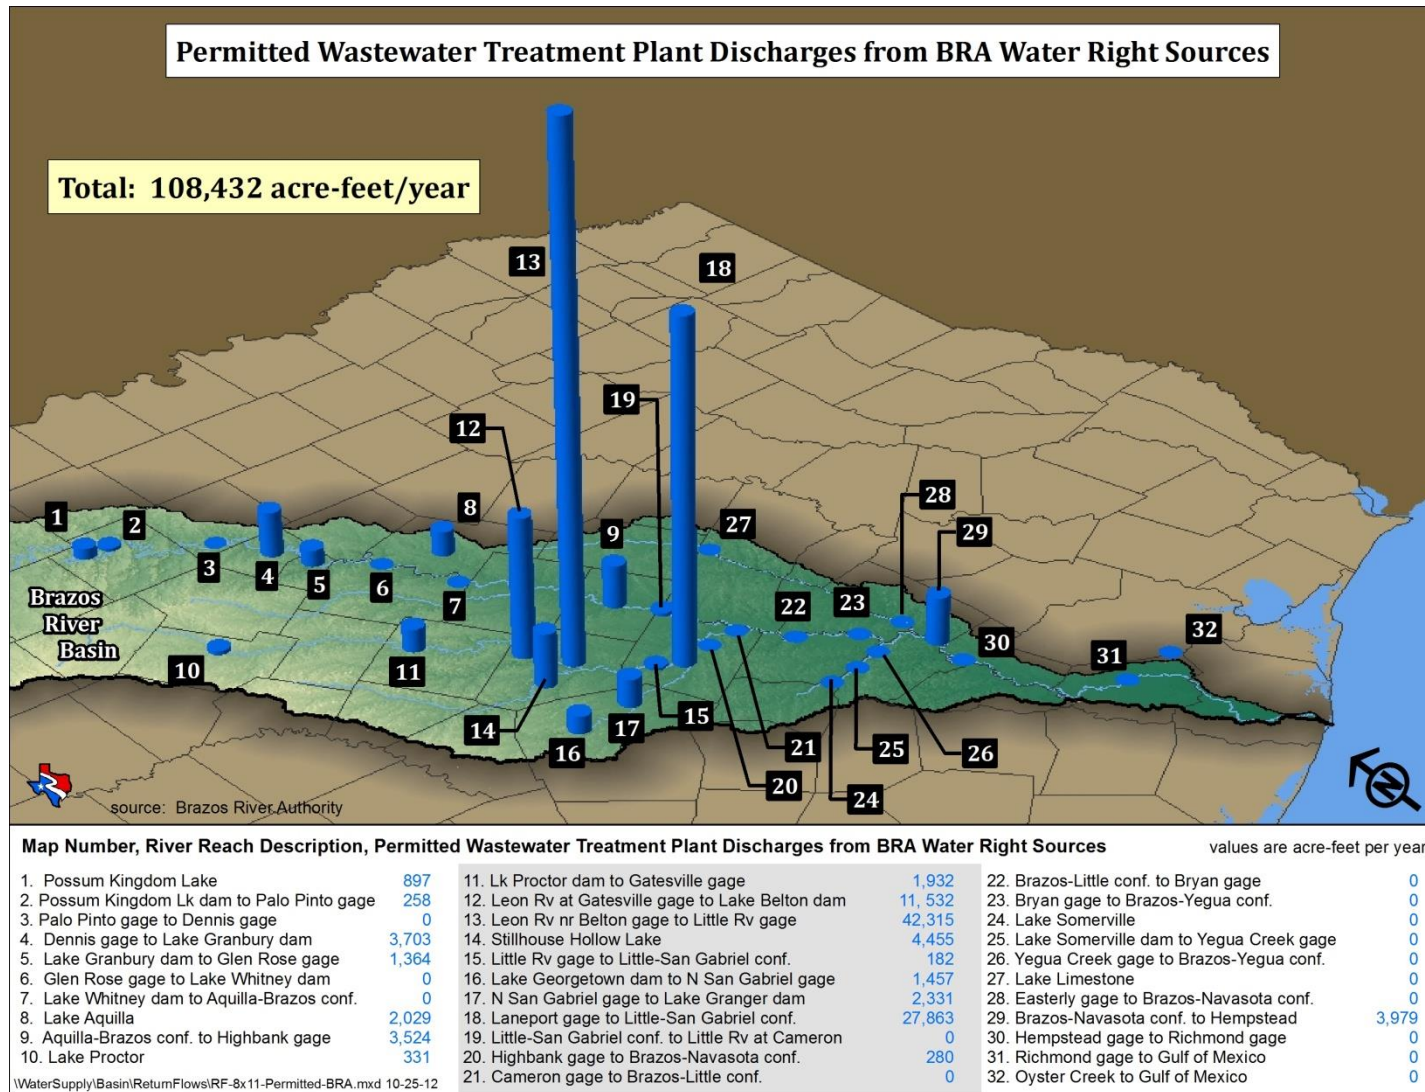 Permitted Wastewater Treatment Plant Discharges from BRA Water Right Sources
Total: 108,432 acre-feet/year
13
18
19
12
28
1
2
8
27
29
9
3
4
5
6
7
22
23
Brazos
River
Basin
30
32
10
11
31
14
17
15
16
21
25
26
20
24
N
source: Brazos River Authority
Map Number, River Reach Description, Permitted Wastewater Treatment Plant Discharges from BRA Water Right Sources
values are acre-feet per year
1. Possum Kingdom Lake 897
2. Possum Kingdom Lk dam to Palo Pinto gage 258
3. Palo Pinto gage to Dennis gage 0
4. Dennis gage to Lake Granbury dam 3,703
5. Lake Granbury dam to Glen Rose gage 1,364
6. Glen Rose gage to Lake Whitney dam 0
7. Lake Whitney dam to Aquilla-Brazos conf. 0
8. Lake Aquilla 2,029
9. Aquilla-Brazos conf. to Highbank gage 3,524
10. Lake Proctor 331
\WaterSupply\Basin\ReturnFlows\RF-8x11-Permitted-BRA.mxd 10-25-12
11. Lk Proctor dam to Gatesville gage 1,932
12. Leon Rv at Gatesville gage to Lake Belton dam 11, 532
13. Leon Rv nr Belton gage to Little Rv gage 42,315
14. Stillhouse Hollow Lake 4,455
15. Little Rv gage to Little-San Gabriel conf. 182
16. Lake Georgetown dam to N San Gabriel gage 1,457
17. N San Gabriel gage to Lake Granger dam 2,331
18. Laneport gage to Little-San Gabriel conf. 27,863
19. Little-San Gabriel conf. to Little Rv at Cameron 0
20. Highbank gage to Brazos-Navasota conf. 280
21. Cameron gage to Brazos-Little conf. 0
22. Brazos-Little conf. to Bryan gage 0
23. Bryan gage to Brazos-Yegua conf. 0
24. Lake Somerville 0
25. Lake Somerville dam to Yegua Creek gage 0
26. Yegua Creek gage to Brazos-Yegua conf. 0
27. Lake Limestone 0
28. Easterly gage to Brazos-Navasota conf. 0
29. Brazos-Navasota conf. to Hempstead 3,979
30. Hempstead gage to Richmond gage 0
31. Richmond gage to Gulf of Mexico 0
32. Oyster Creek to Gulf of Mexico 0